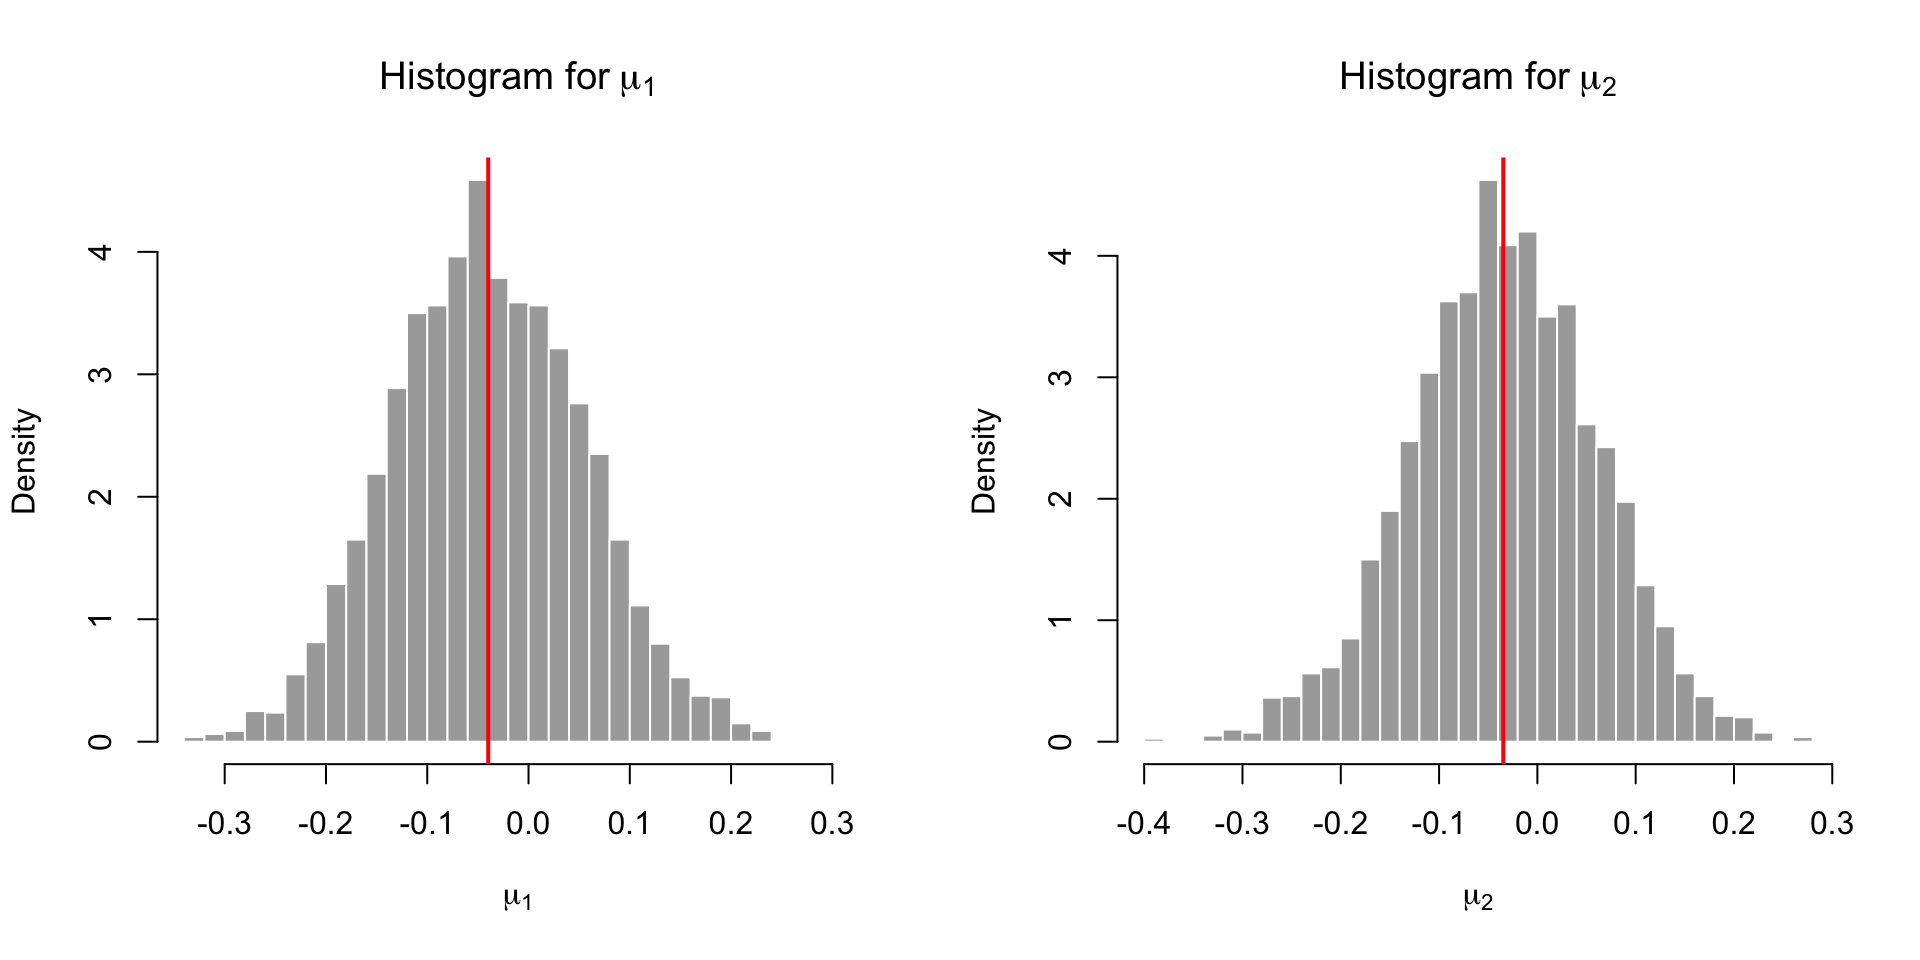 Histogram for μ1
Density
4
3
2
1
0
-0.3 -0.2 -0.1 0.0 0.1 0.2 0.3
μ1
Histogram for μ2
Density
4
3
2
1
0
-0.4 -0.3 -0.2 -0.1 0.0 0.1 0.2 0.3
μ2